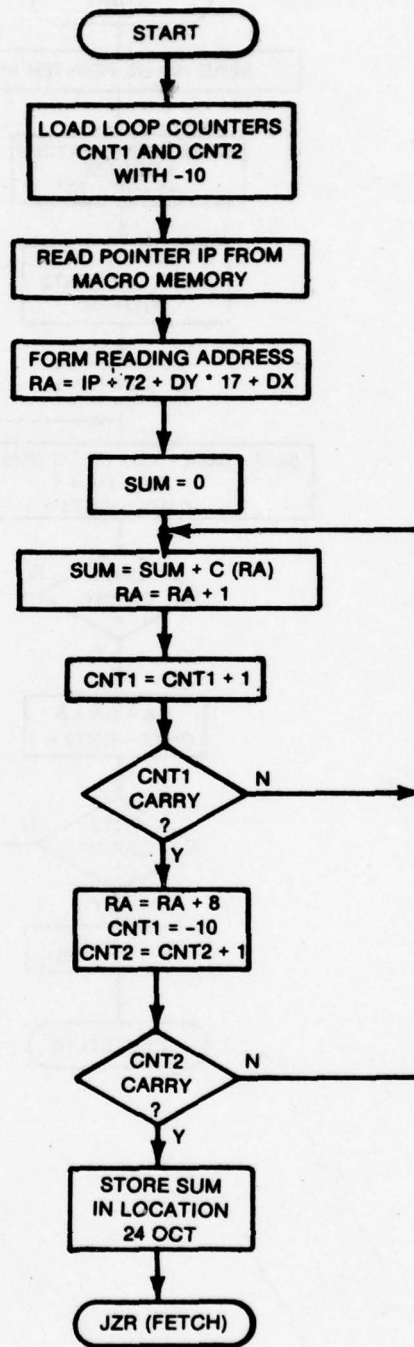 START
LOAD LOOP COUNTERS
CNT1 AND CNT2
WITH -10
READ POINTER IP FROM
MACRO MEMORY
FORM READING ADDRESS
RA = IP + 72 + DY * 17 + DX
SUM = 0
SUM = SUM + C (RA)
RA = RA + 1
CNT1 = CNT1 + 1
CNT1
CARRY
?
N
Y
RA = RA + 8
CNT1 = -10
CNT2 = CNT2 + 1
CNT2
CARRY
?
N
Y
STORE SUM
IN LOCATION
24 OCT
JZR (FETCH)